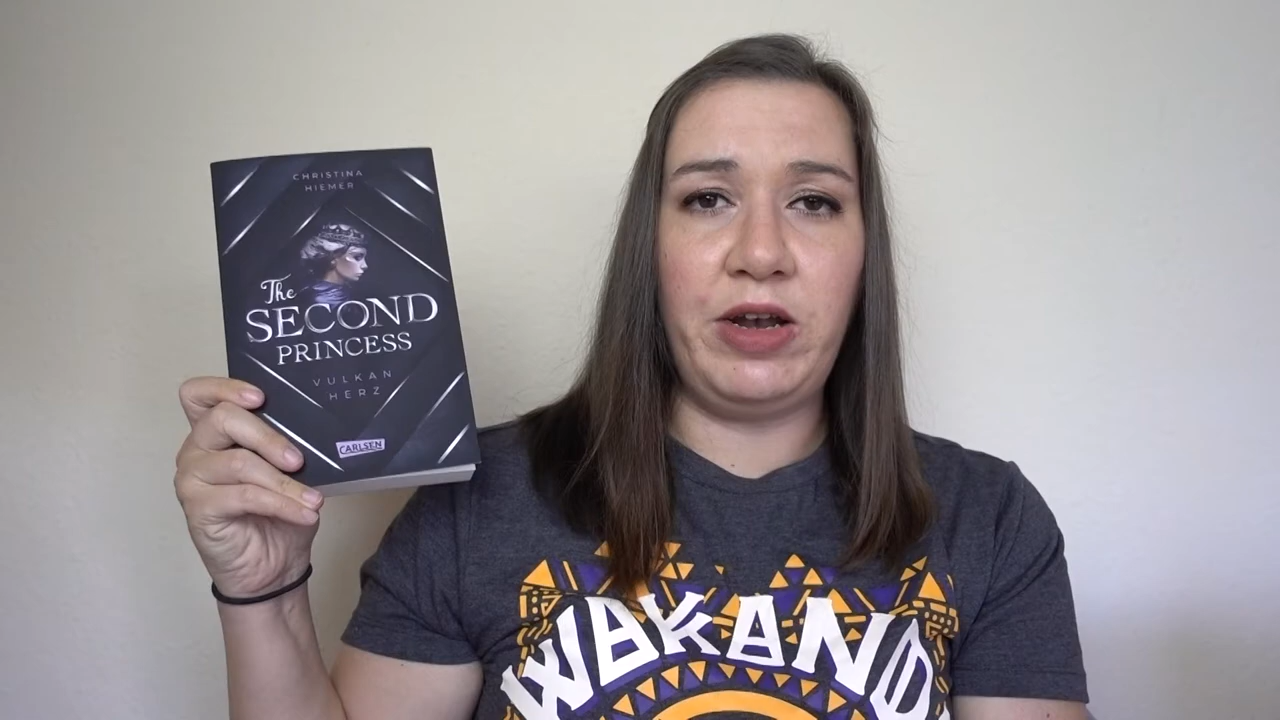 CHRISTINA
HIEMER
The
SECOND
PRINCESS
VULKAN
HERZ
CARLSEN
WAKAND